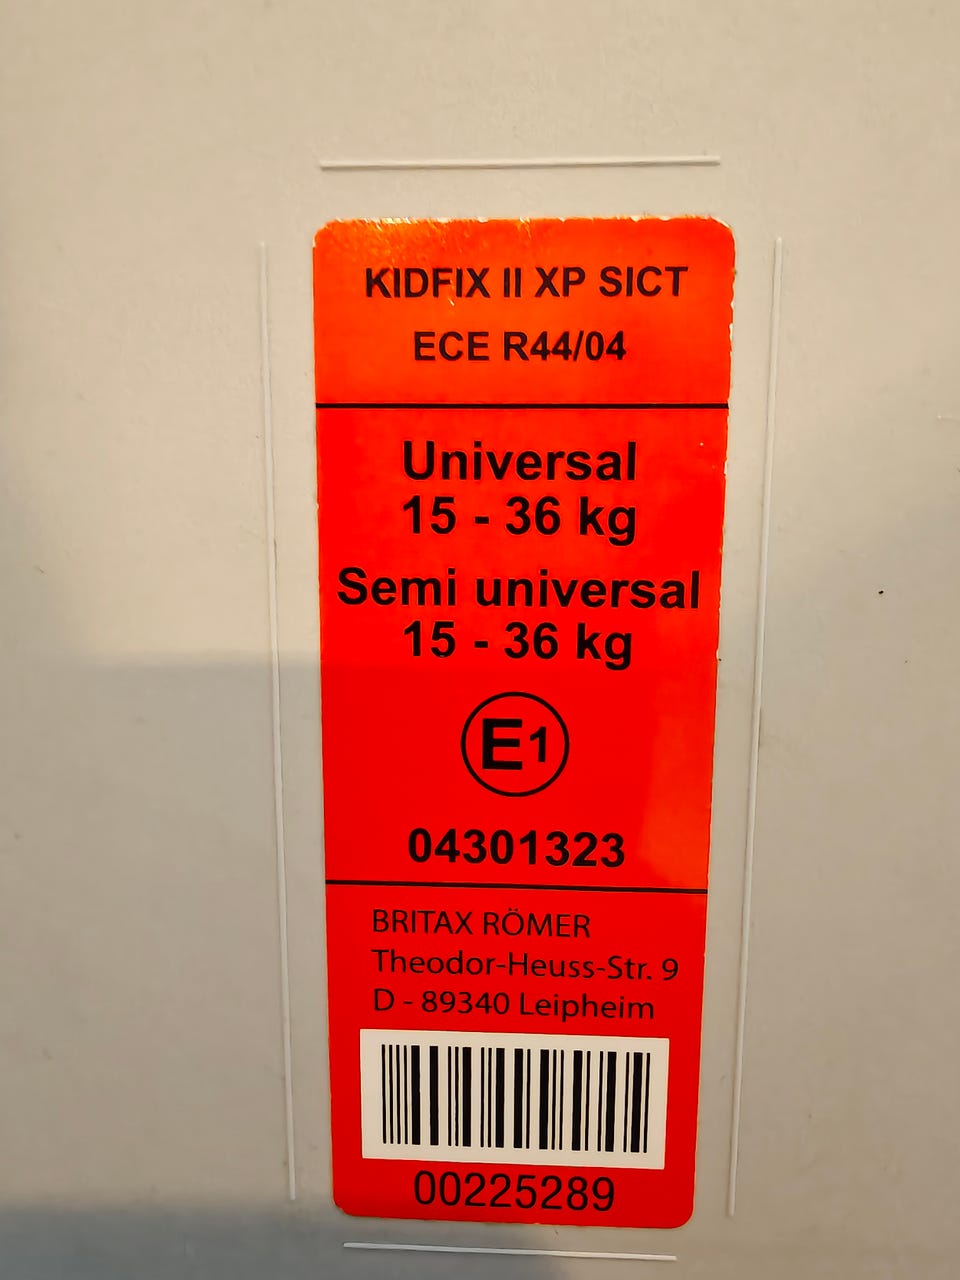 KIDFIX II XP SICT
ECE R44/04
Universal
15 - 36 kg
Semi universal
15 - 36 kg
E1
04301323
BRITAX RÖMER
Theodor-Heuss-Str. 9
D - 89340 Leipheim
00225289